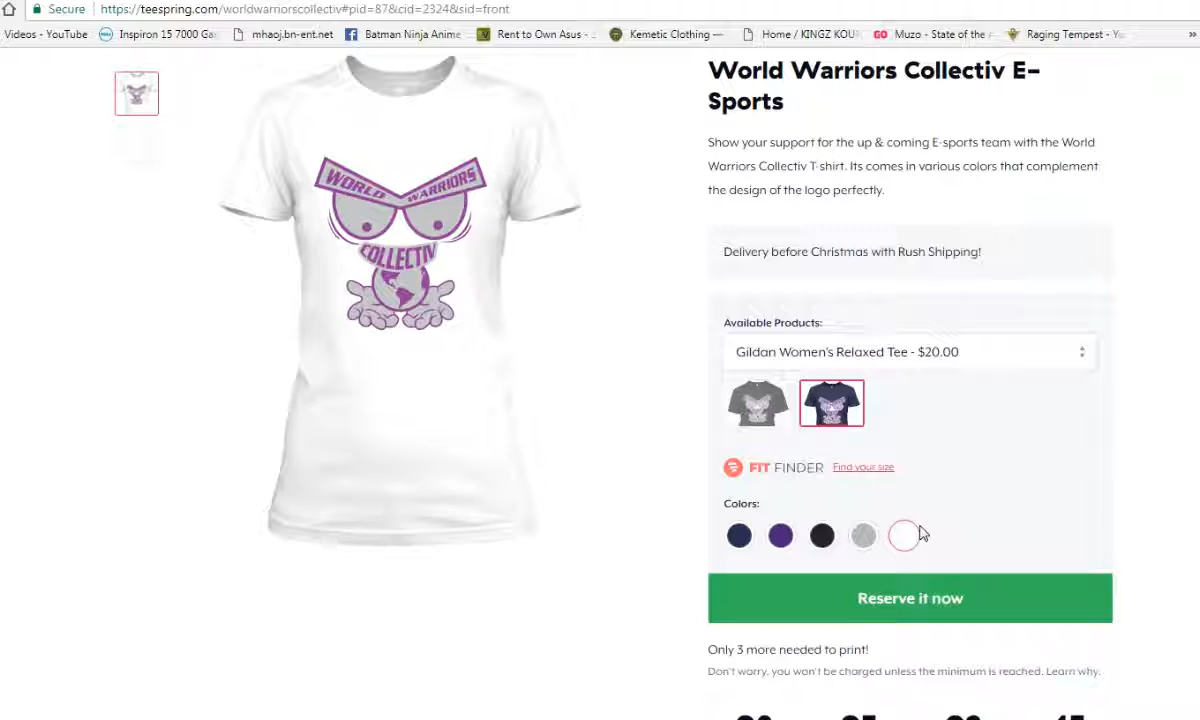 Secure https://teespring.com/worldwarriorscollectiv#pid=87&cid=2324&sid=front
Videos - YouTube Inspiron 15 7000 Ga mhaoj.bn-ent.net Batman Ninja Anime Rent to Own Asus - Kemetic Clothing — Home / KINGZ KOU GO Muzo - State of the Raging Tempest - Yo »
World Warriors Collectiv E-
Sports
Show your support for the up & coming E-sports team with the World
Warriors Collectiv T-shirt. Its comes in various colors that complement
the design of the logo perfectly.
WORLD WARRIORS
COLLECTIV
Delivery before Christmas with Rush Shipping!
Available Products:
Gildan Women's Relaxed Tee - $20.00
FIT FINDER Find your size
Colors:
Reserve it now
Only 3 more needed to print!
Don't worry, you won't be charged unless the minimum is reached. Learn why.